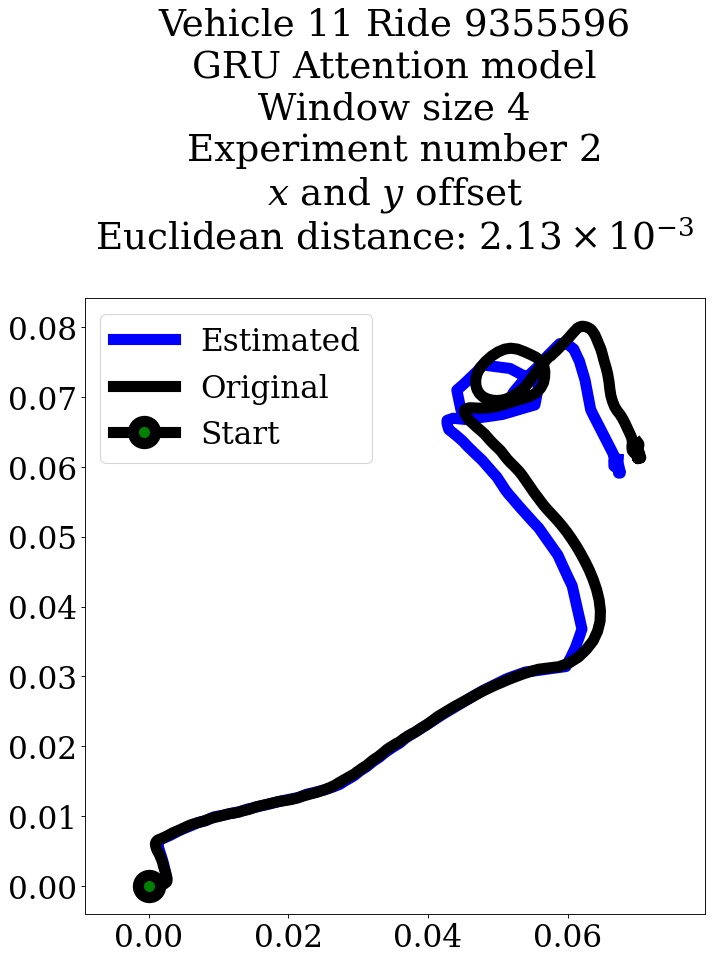 Vehicle 11 Ride 9355596
GRU Attention model
Window size 4
Experiment number 2
x and y offset
Euclidean distance: 2.13 × 10⁻³
Estimated
Original
Start
0.08
0.07
0.06
0.05
0.04
0.03
0.02
0.01
0.00
0.00 0.02 0.04 0.06